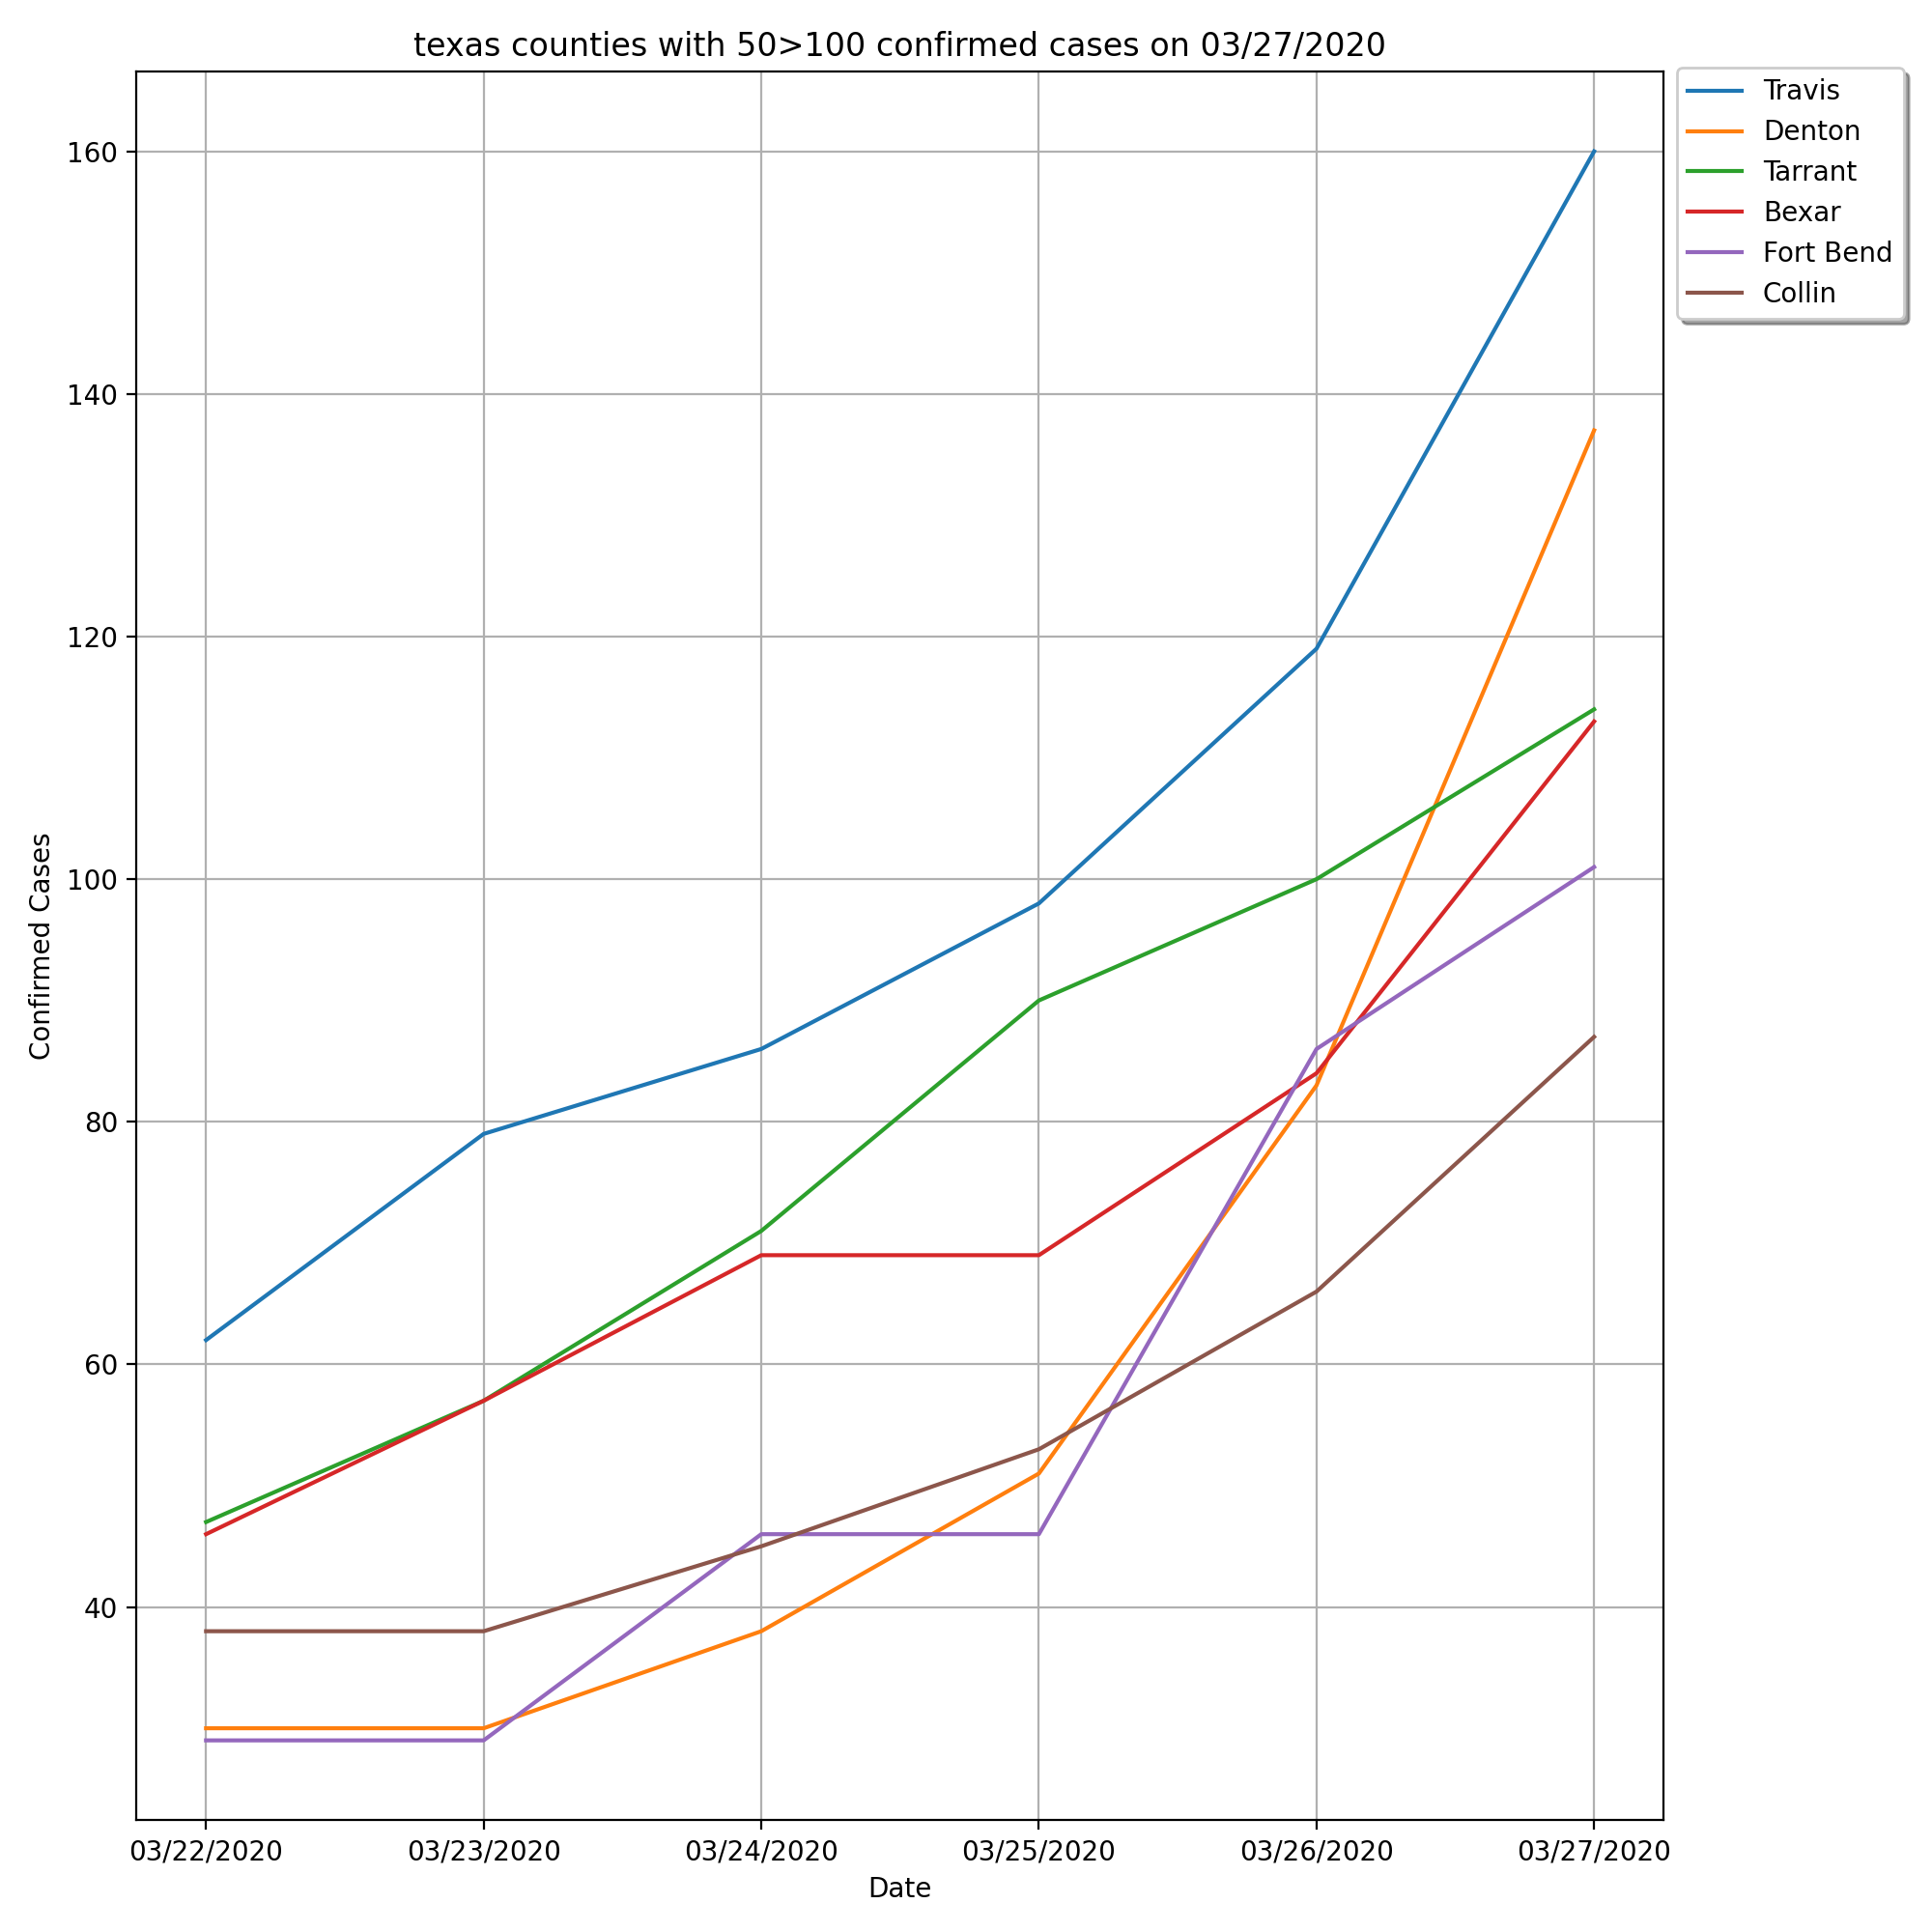 texas counties with 50>100 confirmed cases on 03/27/2020
Travis
Denton
Tarrant
Bexar
Fort Bend
Collin
160
140
120
100
80
60
40
Confirmed Cases
03/22/2020
03/23/2020
03/24/2020
03/25/2020
03/26/2020
03/27/2020
Date